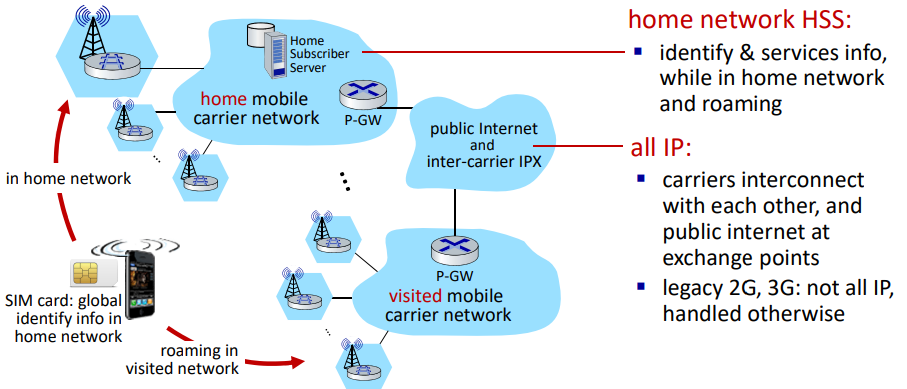 Home
Subscriber
Server
home mobile
carrier network
P-GW
public Internet
and
inter-carrier IPX
in home network
SIM card: global
identify info in
home network
roaming in
visited network
P-GW
visited mobile
carrier network
home network HSS:
▪ identify & services info,
while in home network
and roaming
all IP:
▪ carriers interconnect
with each other, and
public internet at
exchange points
▪ legacy 2G, 3G: not all IP,
handled otherwise